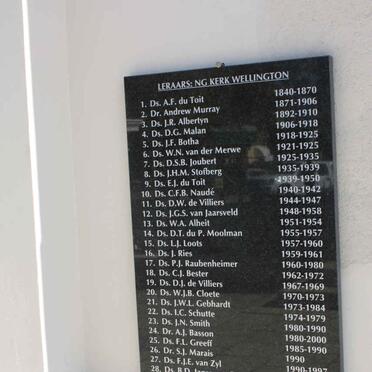 LERAARS: NG KERK WELLINGTON
1. Ds. A.F. du Toit 1840-1870
2. Dr. Andrew Murray 1871-1906
3. Ds. J.R. Albertyn 1892-1910
4. Ds. D.G. Malan 1906-1918
5. Ds. J.F. Botha 1918-1925
6. Ds. W.N. van der Merwe 1921-1925
7. Ds. D.S.B. Joubert 1925-1935
8. Ds. J.H.M. Stofberg 1935-1939
9. Ds. E.J. du Toit 1939-1950
10. Ds. C.F.B. Naudé 1940-1942
11. Ds. D.W. de Villiers 1944-1947
12. Ds. J.G.S. van Jaarsveld 1948-1958
13. Ds. W.A. Alheit 1951-1954
14. Ds. D.T. du P. Moolman 1955-1957
15. Ds. L.J. Loots 1957-1960
16. Ds. J. Ries 1959-1961
17. Ds. P.J. Raubenheimer 1960-1980
18. Ds. C.J. Bester 1962-1972
19. Ds. D.J. de Villiers 1967-1969
20. Ds. W.J.B. Cloete 1970-1973
21. Ds. J.W.L. Gebhardt 1973-1984
22. Ds. I.C. Schutte 1974-1979
23. Ds. J.N. Smith 1980-1990
24. Dr. A.J. Basson 1980-2000
25. Ds. F.L. Greeff 1985-1990
26. Dr. S.J. Marais 1990
27. Ds. F.J.E. van Zyl 1990-1997
28. Ds. B.D.